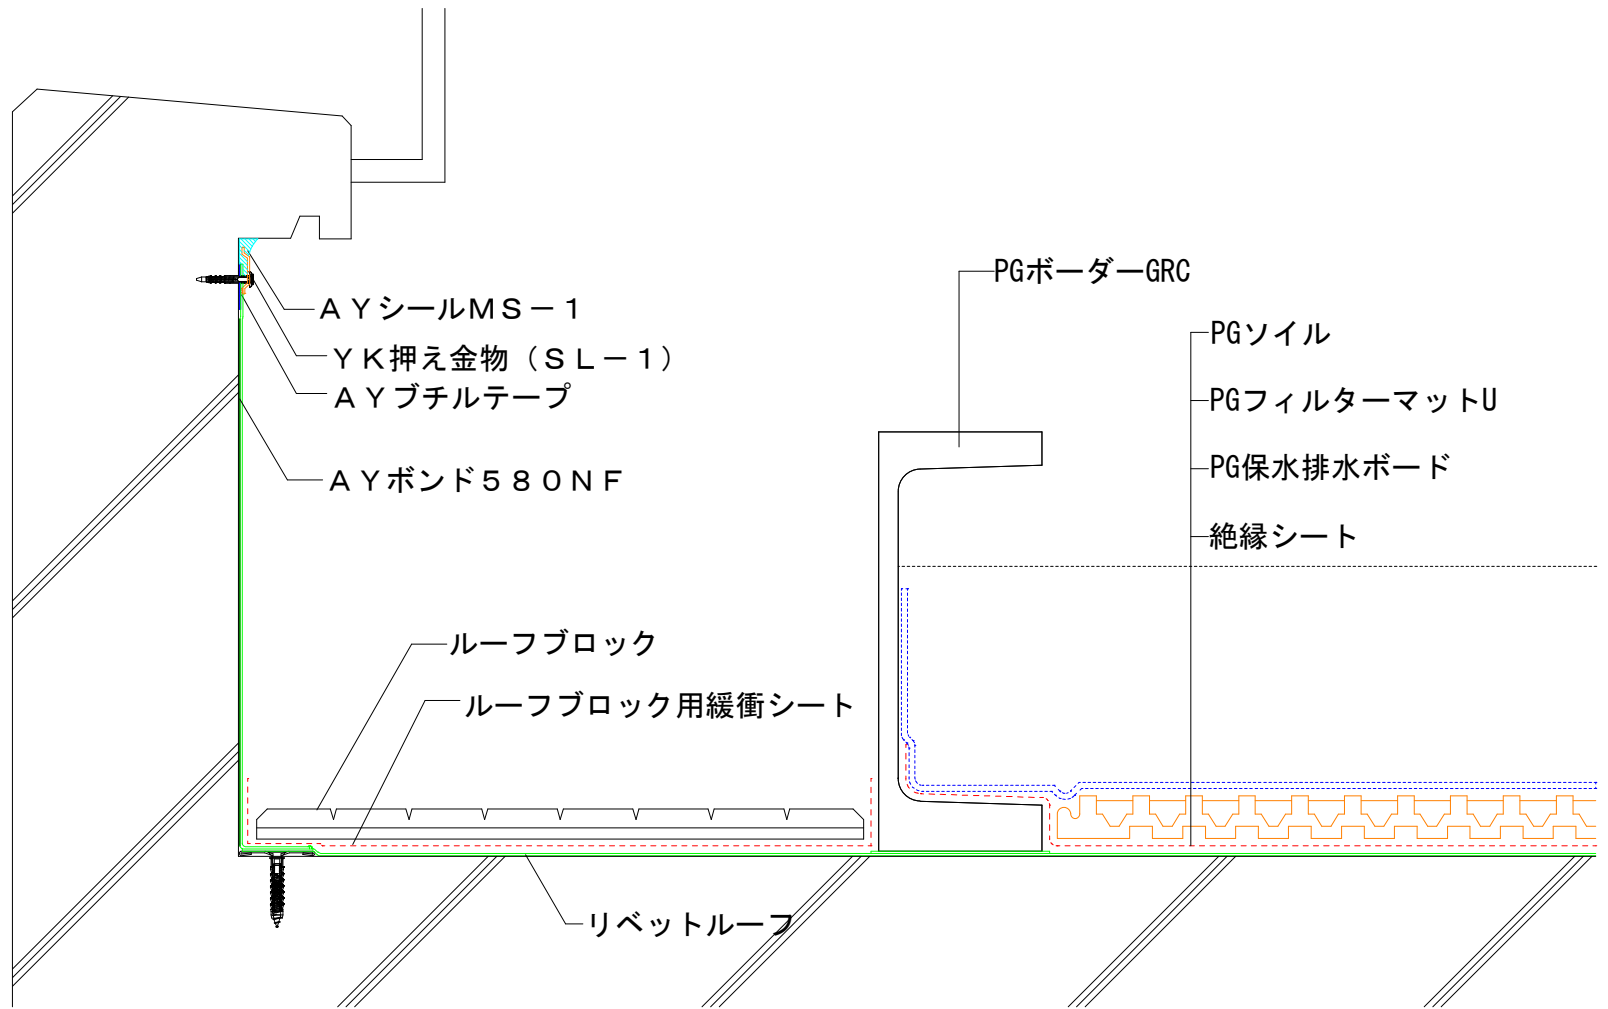 ＡＹシールＭＳ－１
ＹＫ押え金物（ＳＬ－１）
ＡＹブチルテープ
ＡＹボンド５８０ＮＦ
ルーフブロック
ルーフブロック用緩衝シート
リベットルーフ
PGボーダーGRC
PGソイル
PGフィルターマットU
PG保水排水ボード
絶縁シート